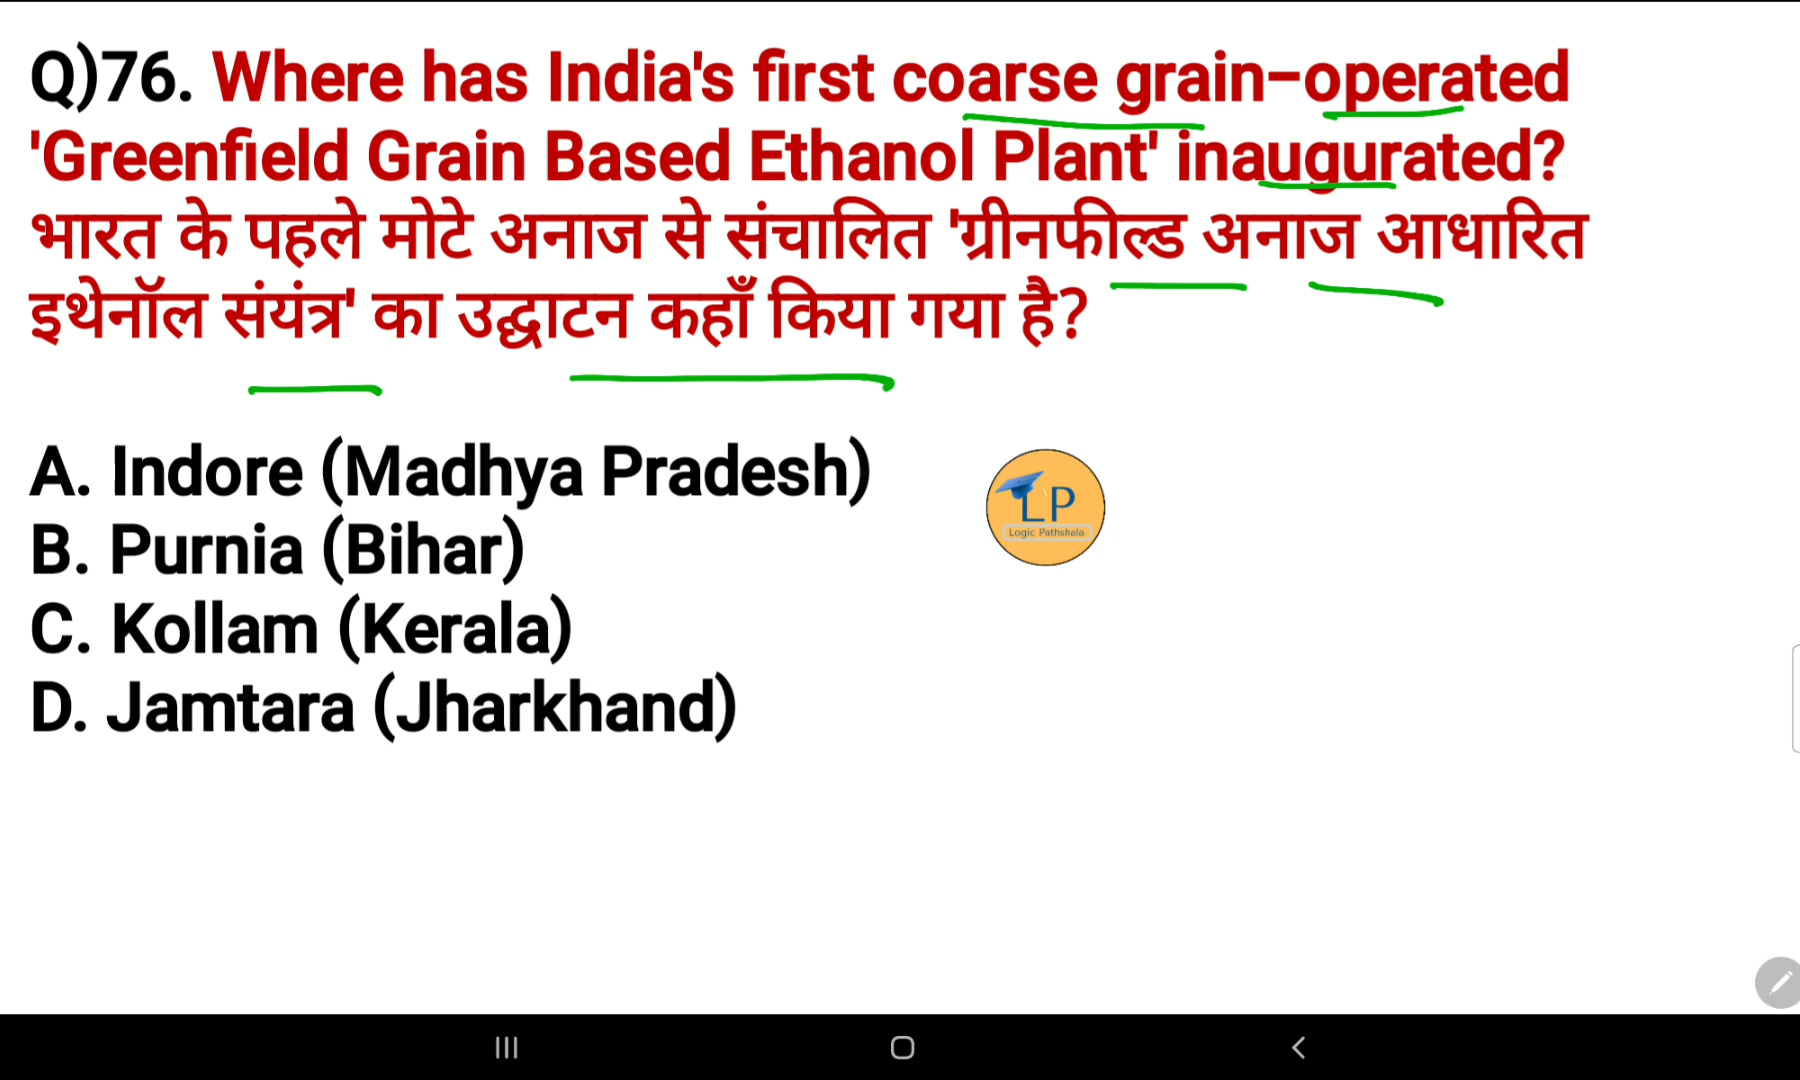 Q)76. Where has India's first coarse grain-operated
'Greenfield Grain Based Ethanol Plant' inaugurated?
भारत के पहले मोटे अनाज से संचालित 'ग्रीनफील्ड अनाज आधारित
इथेनॉल संयंत्र' का उद्घाटन कहाँ किया गया है?
A. Indore (Madhya Pradesh)
B. Purnia (Bihar)
C. Kollam (Kerala)
D. Jamtara (Jharkhand)
LP
Logic Pathshala